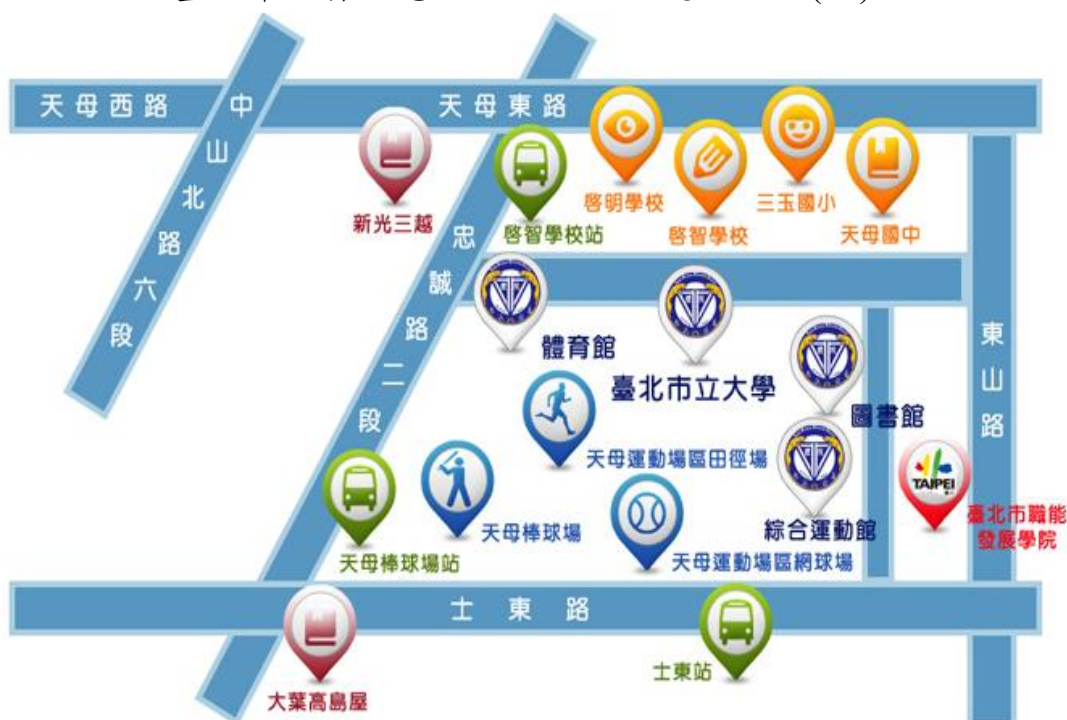 天母西路
中山北路六段
天母東路
新光三越
啓智學校站
啓明學校
啓智學校
三玉國小
天母國中
忠誠路二段
體育館
臺北市立大學
圖書館
東山路
天母運動場區田徑場
TAIPEI
天母棒球場站
天母棒球場
天母運動場區網球場
綜合運動館
臺北市職能
發展學院
士東路
大葉高島屋
士東站